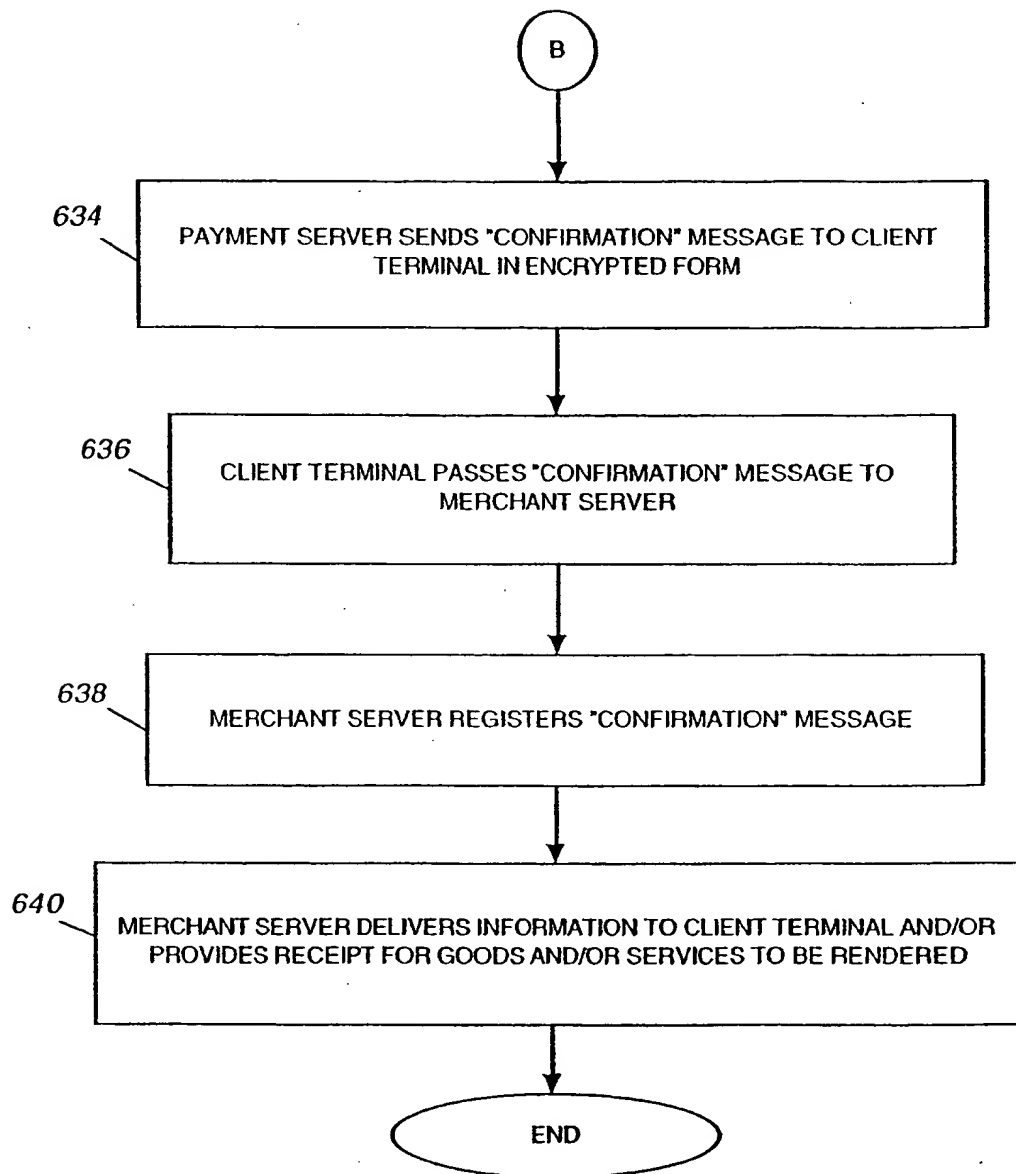 B
634
PAYMENT SERVER SENDS "CONFIRMATION" MESSAGE TO CLIENT
TERMINAL IN ENCRYPTED FORM
636
CLIENT TERMINAL PASSES "CONFIRMATION" MESSAGE TO
MERCHANT SERVER
638
MERCHANT SERVER REGISTERS "CONFIRMATION" MESSAGE
640
MERCHANT SERVER DELIVERS INFORMATION TO CLIENT TERMINAL AND/OR
PROVIDES RECEIPT FOR GOODS AND/OR SERVICES TO BE RENDERED
END